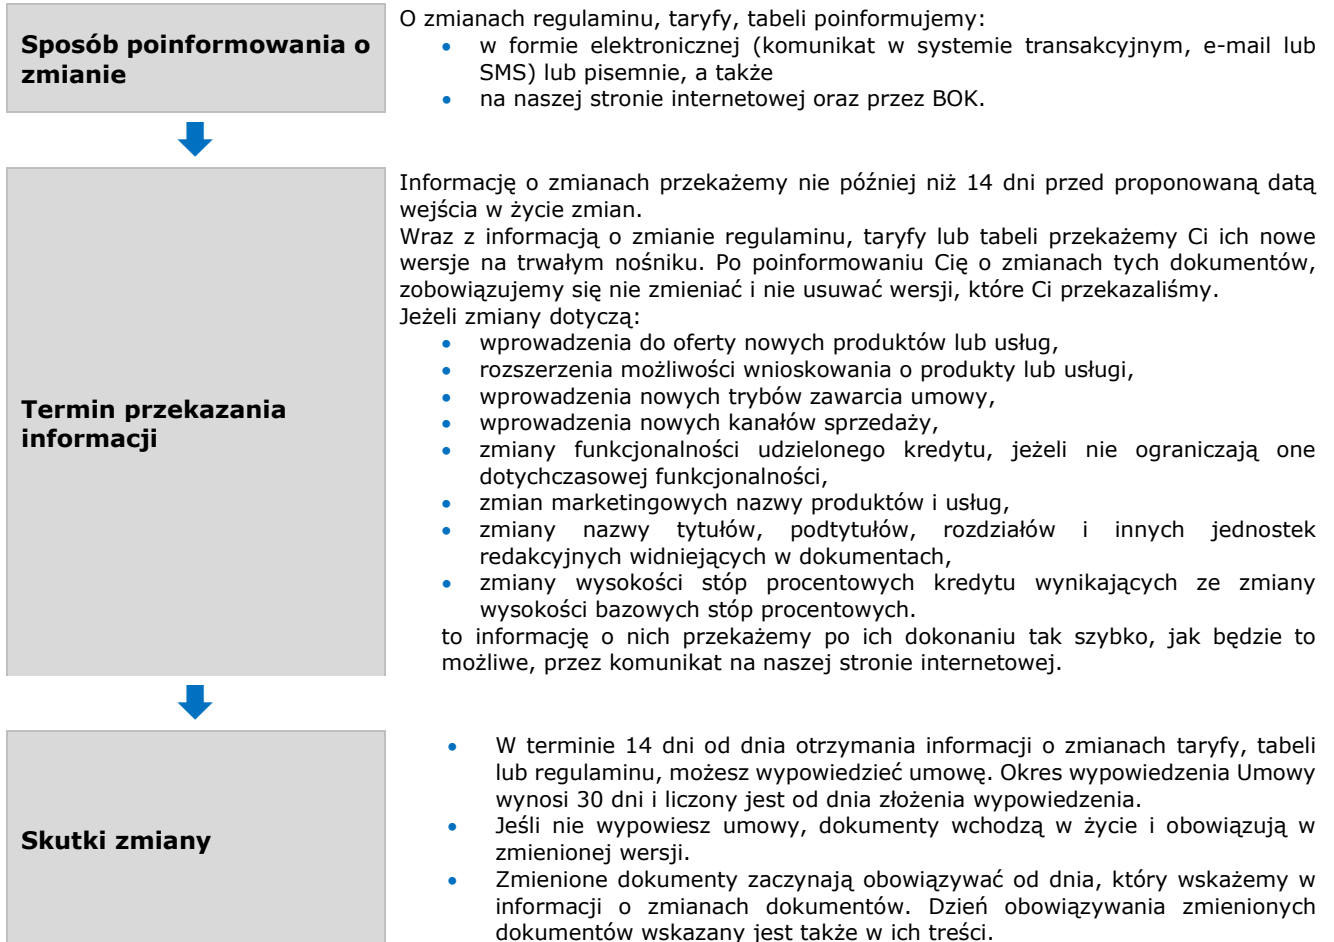 Sposób poinformowania o
zmianie
O zmianach regulaminu, taryfy, tabeli poinformujemy:
• w formie elektronicznej (komunikat w systemie transakcyjnym, e-mail lub
SMS) lub pisemnie, a także
• na naszej stronie internetowej oraz przez BOK.
Termin przekazania
informacji
Informację o zmianach przekażemy nie później niż 14 dni przed proponowaną datą
wejścia w życie zmian.
Wraz z informacją o zmianie regulaminu, taryfy lub tabeli przekażemy Ci ich nowe
wersje na trwałym nośniku. Po poinformowaniu Cię o zmianach tych dokumentów,
zobowiązujemy się nie zmieniać i nie usuwać wersji, które Ci przekazaliśmy.
Jeżeli zmiany dotyczą:
• wprowadzenia do oferty nowych produktów lub usług,
• rozszerzenia możliwości wnioskowania o produkty lub usługi,
• wprowadzenia nowych trybów zawarcia umowy,
• wprowadzenia nowych kanałów sprzedaży,
• zmiany funkcjonalności udzielonego kredytu, jeżeli nie ograniczają one
dotychczasowej funkcjonalności,
• zmian marketingowych nazwy produktów i usług,
• zmiany nazwy tytułów, podtytułów, rozdziałów i innych jednostek
redakcyjnych widniejących w dokumentach,
• zmiany wysokości stóp procentowych kredytu wynikających ze zmiany
wysokości bazowych stóp procentowych.
to informację o nich przekażemy po ich dokonaniu tak szybko, jak będzie to
możliwe, przez komunikat na naszej stronie internetowej.
Skutki zmiany
• W terminie 14 dni od dnia otrzymania informacji o zmianach taryfy, tabeli
lub regulaminu, możesz wypowiedzieć umowę. Okres wypowiedzenia Umowy
wynosi 30 dni i liczony jest od dnia złożenia wypowiedzenia.
• Jeśli nie wypowiesz umowy, dokumenty wchodzą w życie i obowiązują w
zmienionej wersji.
• Zmienione dokumenty zaczynają obowiązywać od dnia, który wskażemy w
informacji o zmianach dokumentów. Dzień obowiązywania zmienionych
dokumentów wskazany jest także w ich treści.